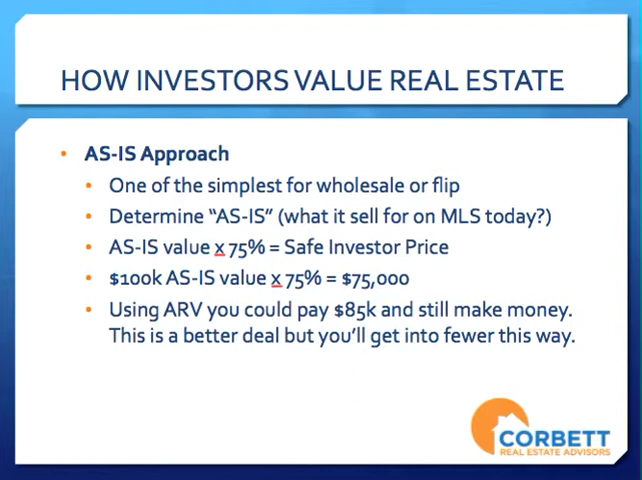 HOW INVESTORS VALUE REAL ESTATE
• AS-IS Approach
• One of the simplest for wholesale or flip
• Determine “AS-IS” (what it sell for on MLS today?)
• AS-IS value x 75% = Safe Investor Price
• $100k AS-IS value x 75% = $75,000
• Using ARV you could pay $85k and still make money.
This is a better deal but you’ll get into fewer this way.
CORBETT
REAL ESTATE ADVISORS